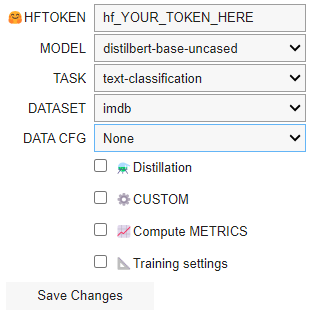 🤗 HFTOKEN hf_YOUR_TOKEN_HERE
MODEL distilbert-base-uncased
TASK text-classification
DATASET imdb
DATA CFG None
Distillation
CUSTOM
Compute METRICS
Training settings
Save Changes